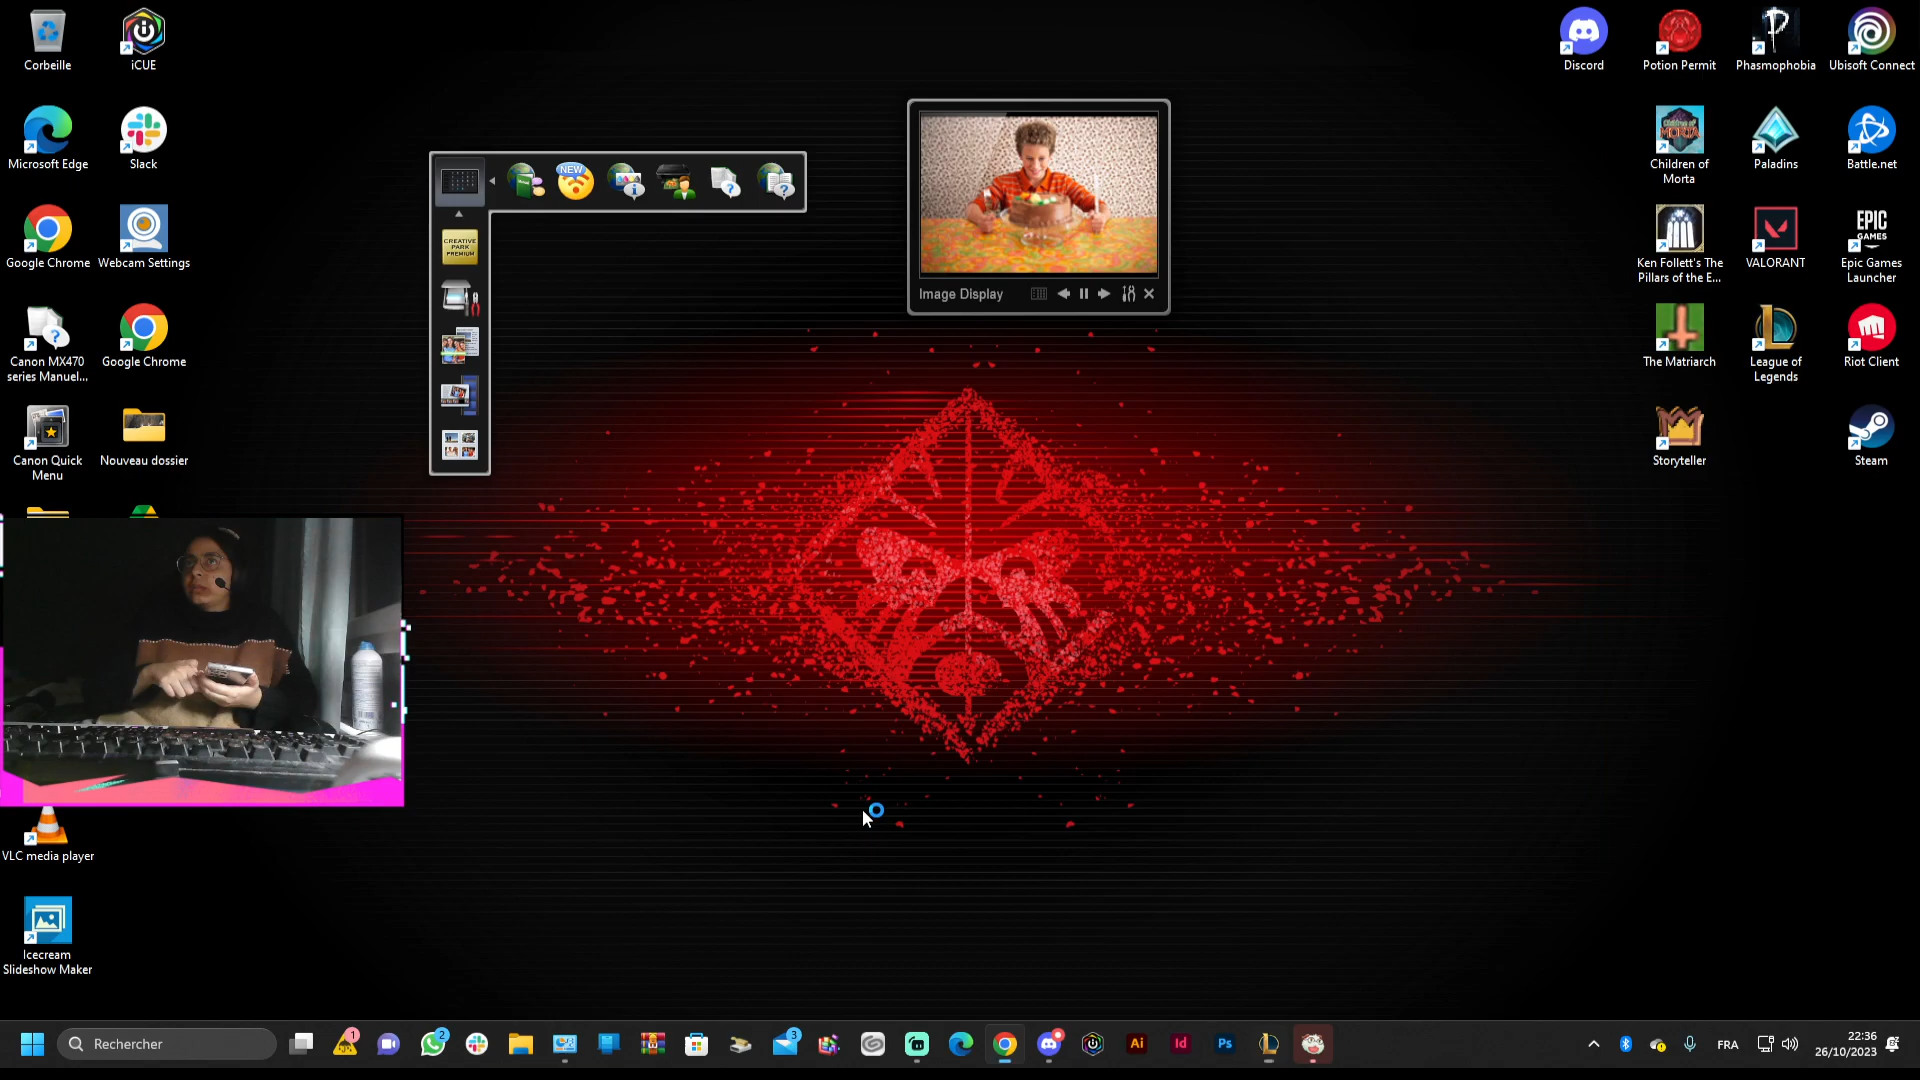 Corbeille
iCUE
Microsoft Edge
Slack
Google Chrome
Webcam Settings
Canon MX470
series Manuel...
Google Chrome
Canon Quick
Menu
Nouveau dossier
VLC media player
Icecream
Slideshow Maker
NEW
CREATIVE
PARK
PREMIUM
Image Display
Discord
Potion Permit
Phasmophobia
Ubisoft Connect
Children of
Morta
Paladins
Battle.net
Ken Follett's The
Pillars of the E...
VALORANT
EPIC
GAMES
Epic Games
Launcher
The Matriarch
League of
Legends
Riot Client
Storyteller
Steam
Rechercher
1
2
3
Ai
Id
Ps
FRA
22:36
26/10/2023